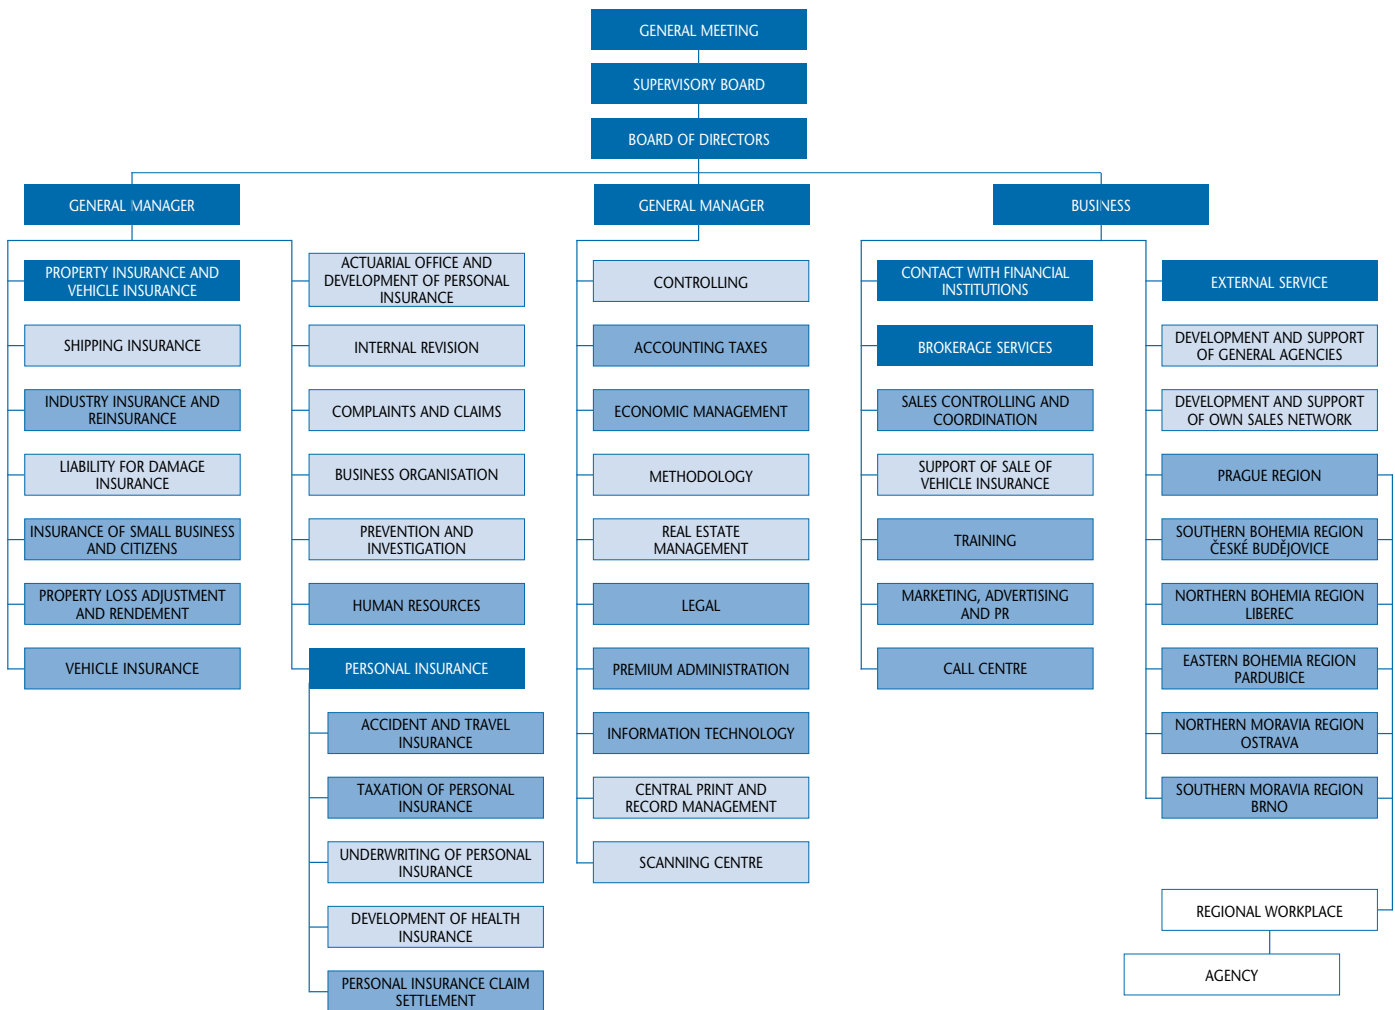 GENERAL MEETING
SUPERVISORY BOARD
BOARD OF DIRECTORS
GENERAL MANAGER
PROPERTY INSURANCE AND
VEHICLE INSURANCE
SHIPPING INSURANCE
INDUSTRY INSURANCE AND
REINSURANCE
LIABILITY FOR DAMAGE
INSURANCE
INSURANCE OF SMALL BUSINESS
AND CITIZENS
PROPERTY LOSS ADJUSTMENT
AND RENDEMENT
VEHICLE INSURANCE
ACTUARIAL OFFICE AND
DEVELOPMENT OF PERSONAL
INSURANCE
INTERNAL REVISION
COMPLAINTS AND CLAIMS
BUSINESS ORGANISATION
PREVENTION AND
INVESTIGATION
HUMAN RESOURCES
PERSONAL INSURANCE
ACCIDENT AND TRAVEL
INSURANCE
TAXATION OF PERSONAL
INSURANCE
UNDERWRITING OF PERSONAL
INSURANCE
DEVELOPMENT OF HEALTH
INSURANCE
PERSONAL INSURANCE CLAIM
SETTLEMENT
GENERAL MANAGER
CONTROLLING
ACCOUNTING TAXES
ECONOMIC MANAGEMENT
METHODOLOGY
REAL ESTATE
MANAGEMENT
LEGAL
PREMIUM ADMINISTRATION
INFORMATION TECHNOLOGY
CENTRAL PRINT AND
RECORD MANAGEMENT
SCANNING CENTRE
BUSINESS
CONTACT WITH FINANCIAL
INSTITUTIONS
BROKERAGE SERVICES
SALES CONTROLLING AND
COORDINATION
SUPPORT OF SALE OF
VEHICLE INSURANCE
TRAINING
MARKETING, ADVERTISING
AND PR
CALL CENTRE
EXTERNAL SERVICE
DEVELOPMENT AND SUPPORT
OF GENERAL AGENCIES
DEVELOPMENT AND SUPPORT
OF OWN SALES NETWORK
PRAGUE REGION
SOUTHERN BOHEMIA REGION
ČESKÉ BUDĚJOVICE
NORTHERN BOHEMIA REGION
LIBEREC
EASTERN BOHEMIA REGION
PARDUBICE
NORTHERN MORAVIA REGION
OSTRAVA
SOUTHERN MORAVIA REGION
BRNO
REGIONAL WORKPLACE
AGENCY